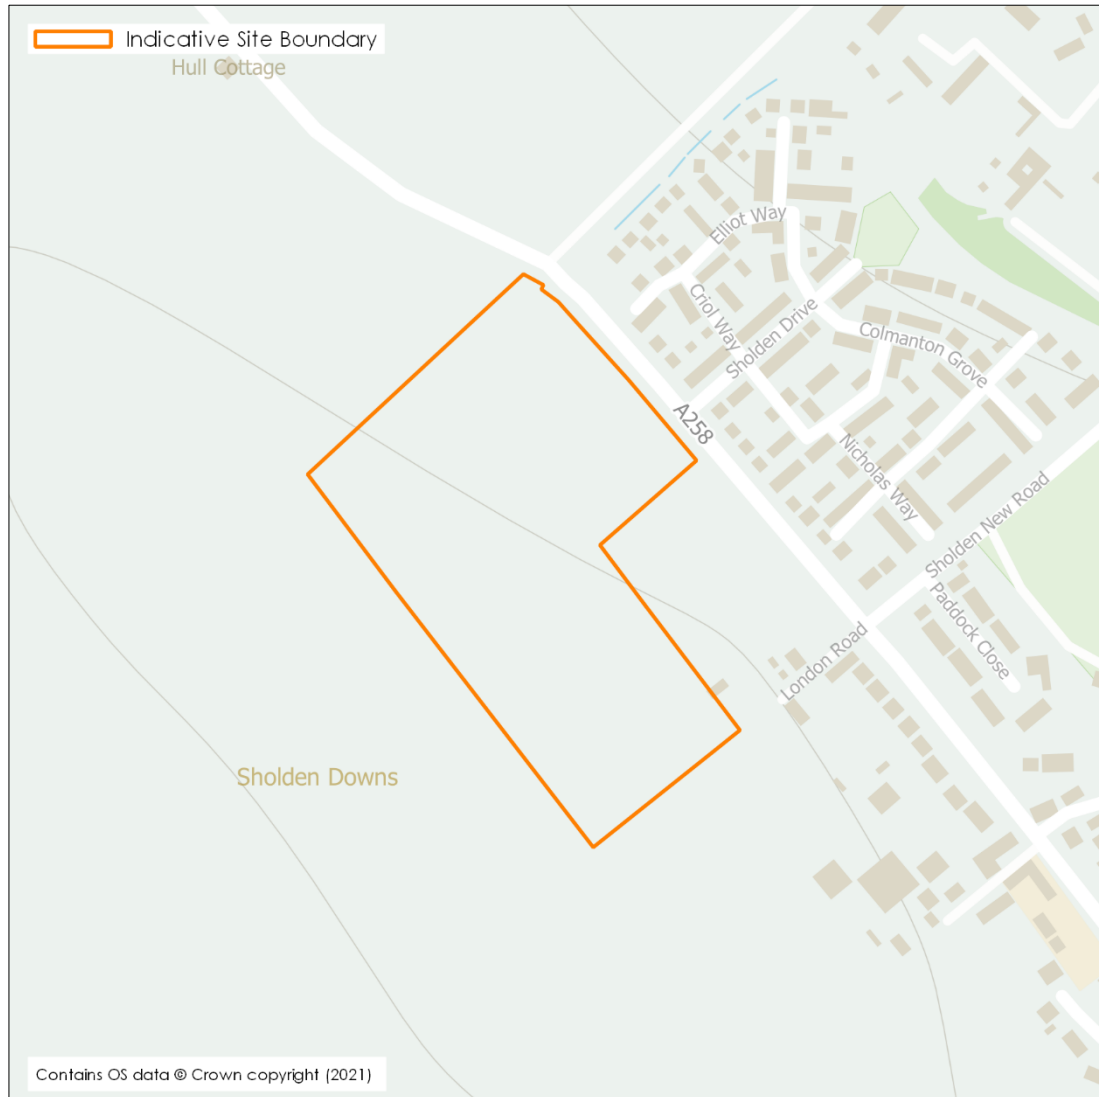 Indicative Site Boundary
Hull Cottage
Elliot Way
Criol Way
Sholden Drive
Colmanton Grove
A258
Nicholas Way
Sholden New Road
Paddock Close
London Road
Sholden Downs
Contains OS data © Crown copyright (2021)